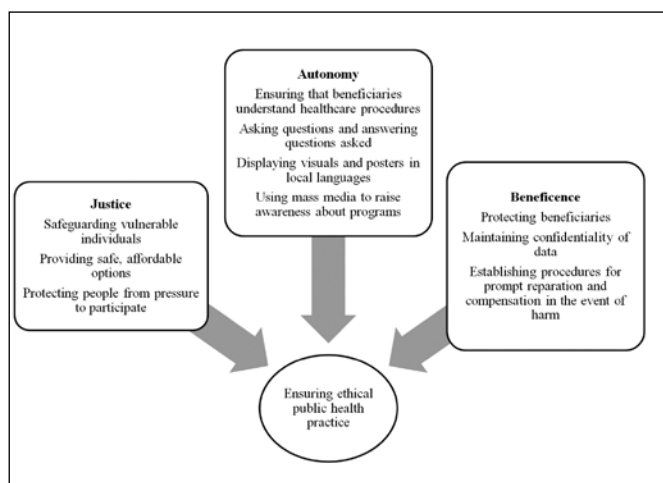 Autonomy
Ensuring that beneficiaries
understand healthcare procedures
Asking questions and answering
questions asked
Displaying visuals and posters in
local languages
Using mass media to raise
awareness about programs
Justice
Safeguarding vulnerable
individuals
Providing safe, affordable
options
Protecting people from pressure
to participate
Beneficence
Protecting beneficiaries
Maintaining confidentiality of
data
Establishing procedures for
prompt reparation and
compensation in the event of
harm
Ensuring ethical
public health
practice